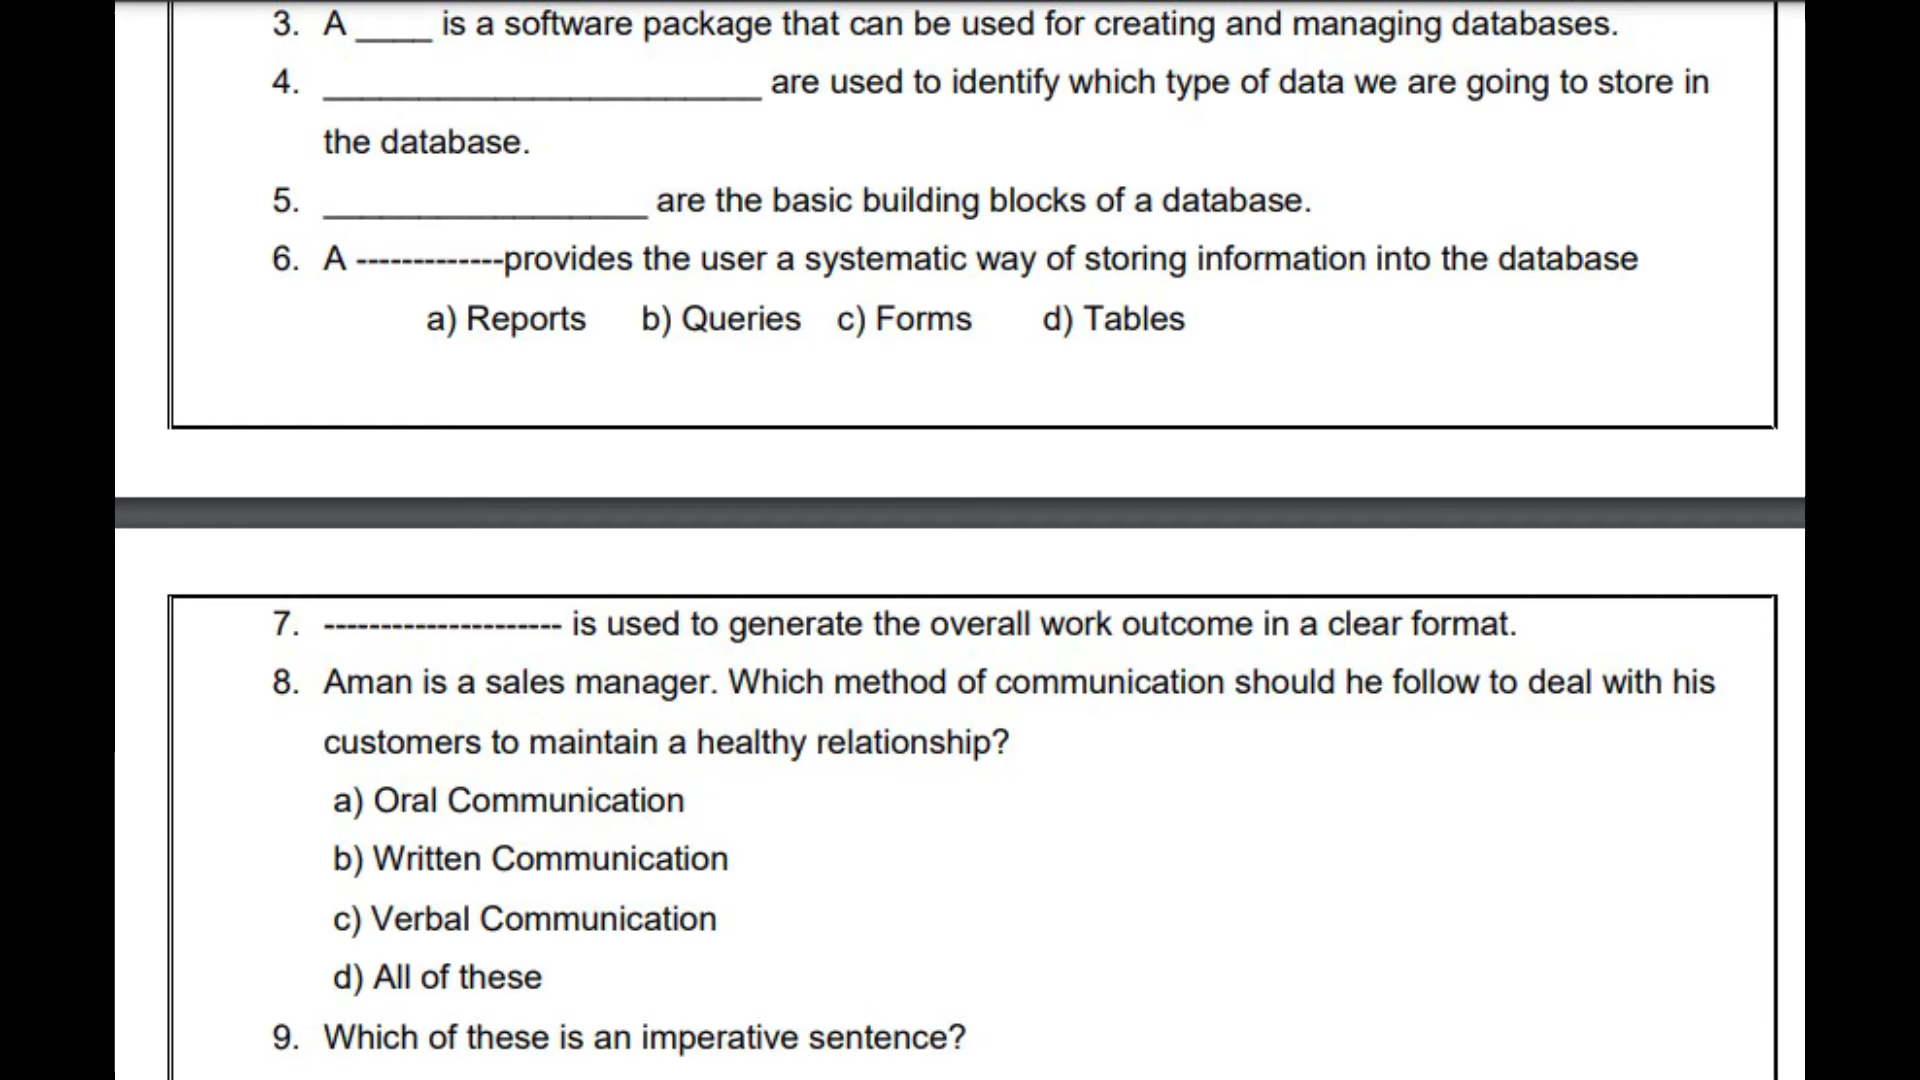 3. A ____ is a software package that can be used for creating and managing databases.
4. _______________________ are used to identify which type of data we are going to store in
the database.
5. _________________ are the basic building blocks of a database.
6. A -------------provides the user a systematic way of storing information into the database
a) Reports b) Queries c) Forms d) Tables
7. --------------------- is used to generate the overall work outcome in a clear format.
8. Aman is a sales manager. Which method of communication should he follow to deal with his
customers to maintain a healthy relationship?
a) Oral Communication
b) Written Communication
c) Verbal Communication
d) All of these
9. Which of these is an imperative sentence?